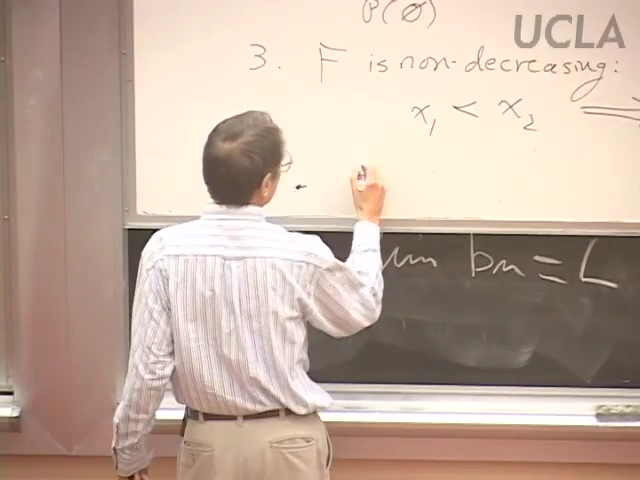 UCLA
P(∅)
3. F is non-decreasing:
x₁ < x₂ ⟹
bn = L